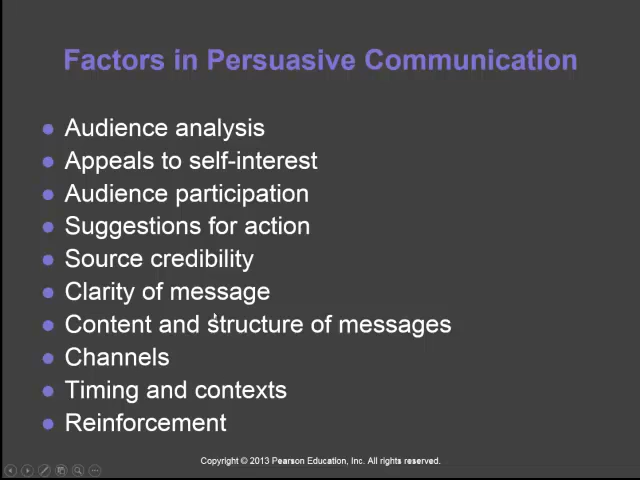 Factors in Persuasive Communication
● Audience analysis
● Appeals to self-interest
● Audience participation
● Suggestions for action
● Source credibility
● Clarity of message
● Content and structure of messages
● Channels
● Timing and contexts
● Reinforcement
Copyright © 2013 Pearson Education, Inc. All rights reserved.